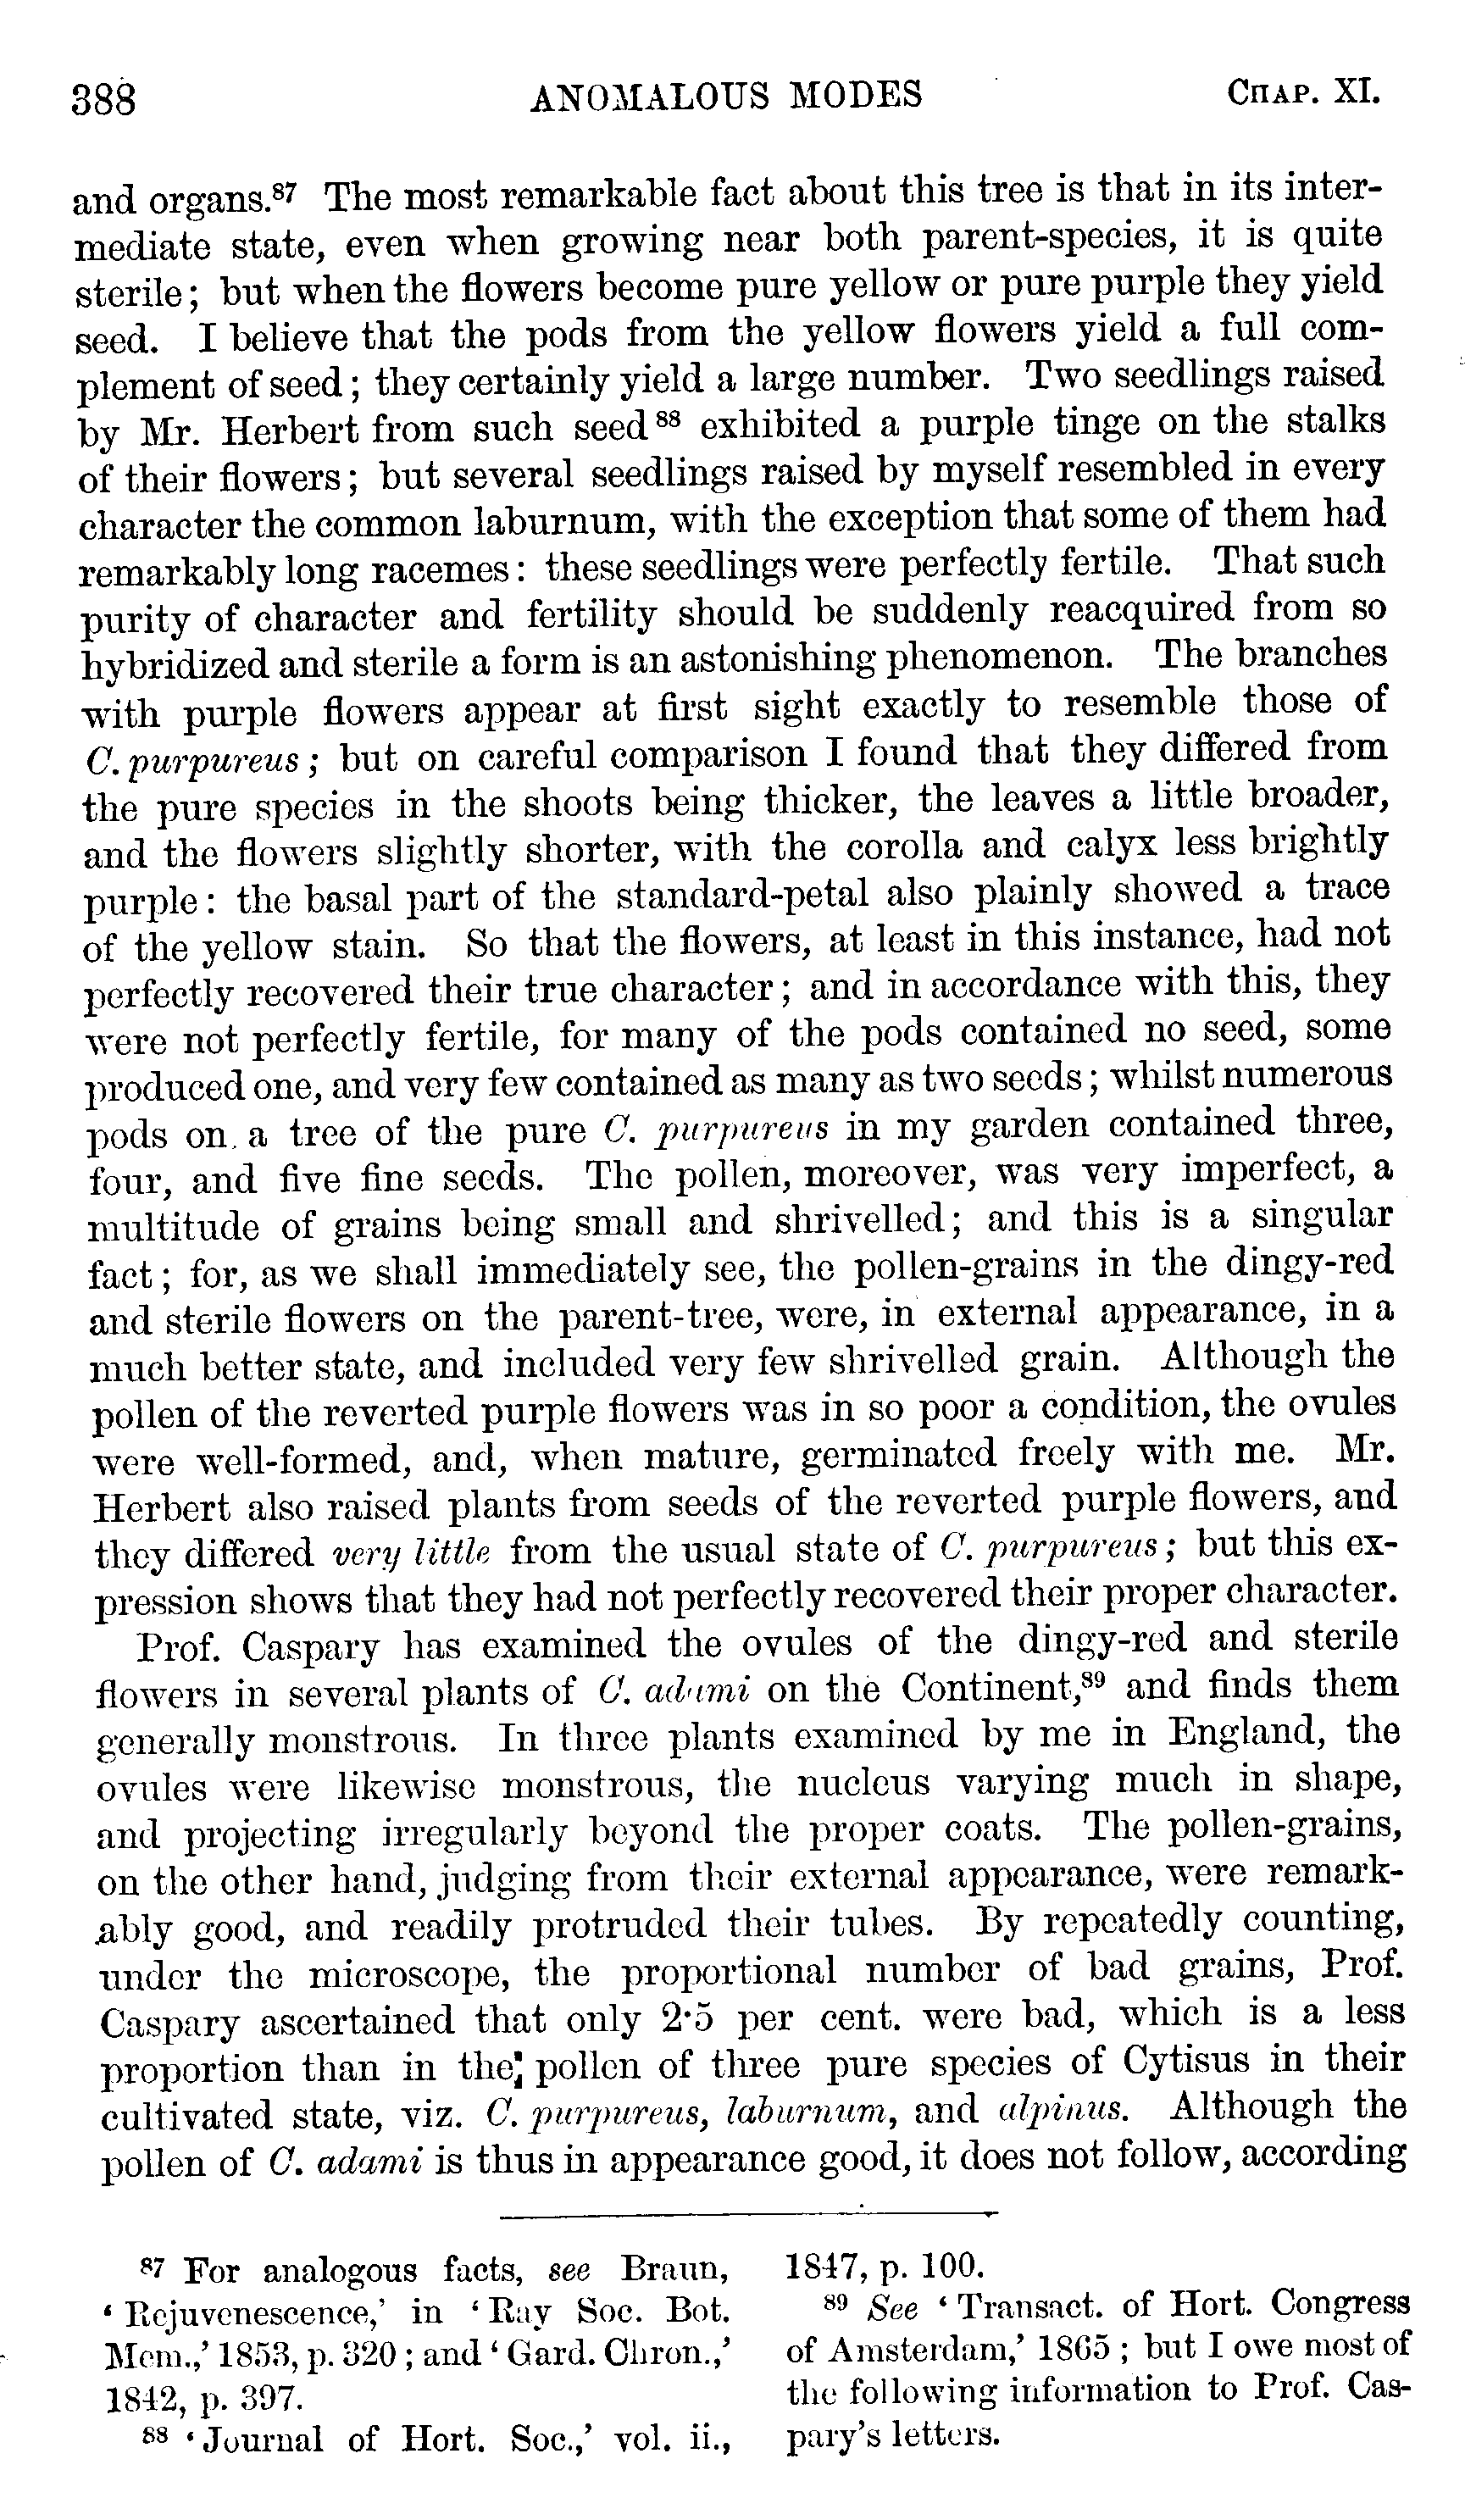 388 ANOMALOUS MODES CHAP. XI.
and organs.⁸⁷ The most remarkable fact about this tree is that in its inter-
mediate state, even when growing near both parent-species, it is quite
sterile; but when the flowers become pure yellow or pure purple they yield
seed. I believe that the pods from the yellow flowers yield a full com-
plement of seed; they certainly yield a large number. Two seedlings raised
by Mr. Herbert from such seed⁸⁸ exhibited a purple tinge on the stalks
of their flowers; but several seedlings raised by myself resembled in every
character the common laburnum, with the exception that some of them had
remarkably long racemes: these seedlings were perfectly fertile. That such
purity of character and fertility should be suddenly reacquired from so
hybridized and sterile a form is an astonishing phenomenon. The branches
with purple flowers appear at first sight exactly to resemble those of
C. purpureus; but on careful comparison I found that they differed from
the pure species in the shoots being thicker, the leaves a little broader,
and the flowers slightly shorter, with the corolla and calyx less brightly
purple: the basal part of the standard-petal also plainly showed a trace
of the yellow stain. So that the flowers, at least in this instance, had not
perfectly recovered their true character; and in accordance with this, they
were not perfectly fertile, for many of the pods contained no seed, some
produced one, and very few contained as many as two seeds; whilst numerous
pods on a tree of the pure C. purpureus in my garden contained three,
four, and five fine seeds. The pollen, moreover, was very imperfect, a
multitude of grains being small and shrivelled; and this is a singular
fact; for, as we shall immediately see, the pollen-grains in the dingy-red
and sterile flowers on the parent-tree, were, in external appearance, in a
much better state, and included very few shrivelled grain. Although the
pollen of the reverted purple flowers was in so poor a condition, the ovules
were well-formed, and, when mature, germinated freely with me. Mr.
Herbert also raised plants from seeds of the reverted purple flowers, and
they differed very little from the usual state of C. purpureus; but this ex-
pression shows that they had not perfectly recovered their proper character.
Prof. Caspary has examined the ovules of the dingy-red and sterile
flowers in several plants of C. adami on the Continent,⁸⁹ and finds them
generally monstrous. In three plants examined by me in England, the
ovules were likewise monstrous, the nucleus varying much in shape,
and projecting irregularly beyond the proper coats. The pollen-grains,
on the other hand, judging from their external appearance, were remark-
ably good, and readily protruded their tubes. By repeatedly counting,
under the microscope, the proportional number of bad grains, Prof.
Caspary ascertained that only 2·5 per cent. were bad, which is a less
proportion than in the pollen of three pure species of Cytisus in their
cultivated state, viz. C. purpureus, laburnum, and alpinus. Although the
pollen of C. adami is thus in appearance good, it does not follow, according
⁸⁷ For analogous facts, see Braun,
‘Rejuvenescence,’ in ‘Ray Soc. Bot.
Mem.,’ 1853, p. 320; and ‘Gard. Chron.,’
1842, p. 397.
⁸⁸ ‘Journal of Hort. Soc.,’ vol. ii.,
1847, p. 100.
⁸⁹ See ‘Transact. of Hort. Congress
of Amsterdam,’ 1865; but I owe most of
the following information to Prof. Cas-
pary's letters.